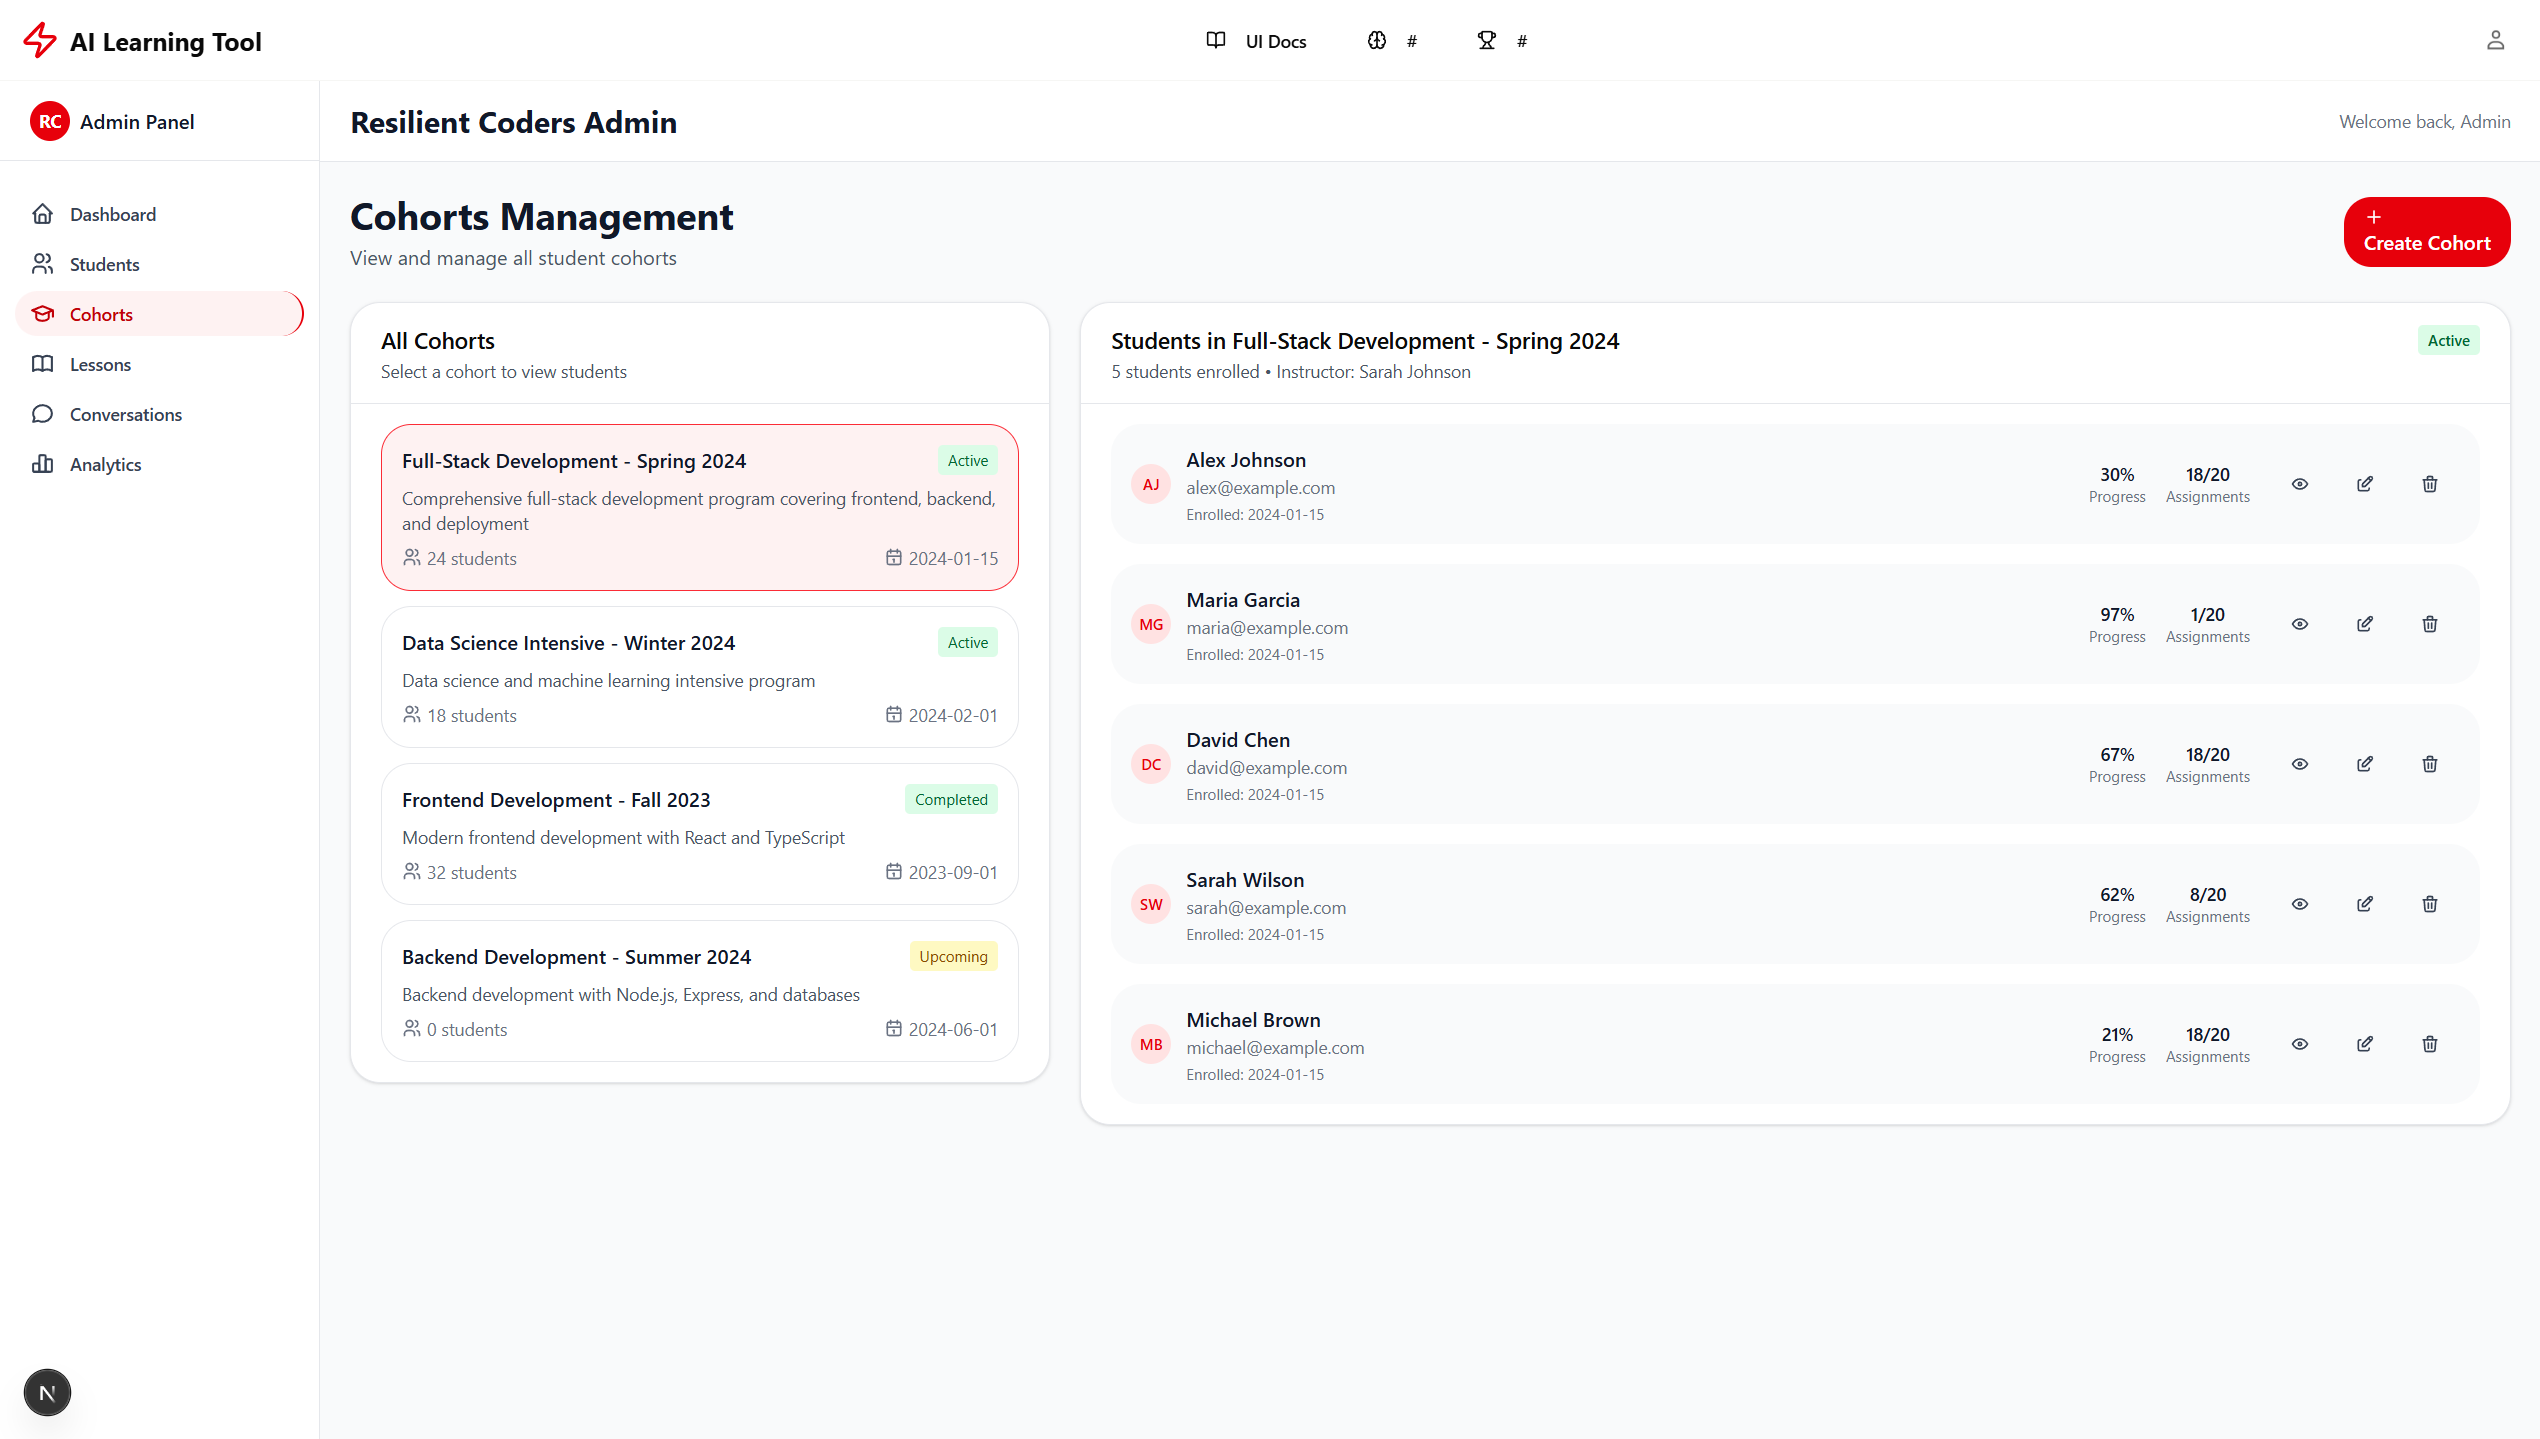 AI Learning Tool
UI Docs
#
#
RC
Admin Panel
Resilient Coders Admin
Welcome back, Admin
Dashboard
Students
Cohorts
Lessons
Conversations
Analytics
Cohorts Management
View and manage all student cohorts
Create Cohort
All Cohorts
Select a cohort to view students
Full-Stack Development - Spring 2024
Active
Comprehensive full-stack development program covering frontend, backend,
and deployment
24 students
2024-01-15
Data Science Intensive - Winter 2024
Active
Data science and machine learning intensive program
18 students
2024-02-01
Frontend Development - Fall 2023
Completed
Modern frontend development with React and TypeScript
32 students
2023-09-01
Backend Development - Summer 2024
Upcoming
Backend development with Node.js, Express, and databases
0 students
2024-06-01
Students in Full-Stack Development - Spring 2024
Active
5 students enrolled • Instructor: Sarah Johnson
AJ
Alex Johnson
alex@example.com
Enrolled: 2024-01-15
30%
Progress
18/20
Assignments
MG
Maria Garcia
maria@example.com
Enrolled: 2024-01-15
97%
Progress
1/20
Assignments
DC
David Chen
david@example.com
Enrolled: 2024-01-15
67%
Progress
18/20
Assignments
SW
Sarah Wilson
sarah@example.com
Enrolled: 2024-01-15
62%
Progress
8/20
Assignments
MB
Michael Brown
michael@example.com
Enrolled: 2024-01-15
21%
Progress
18/20
Assignments
N